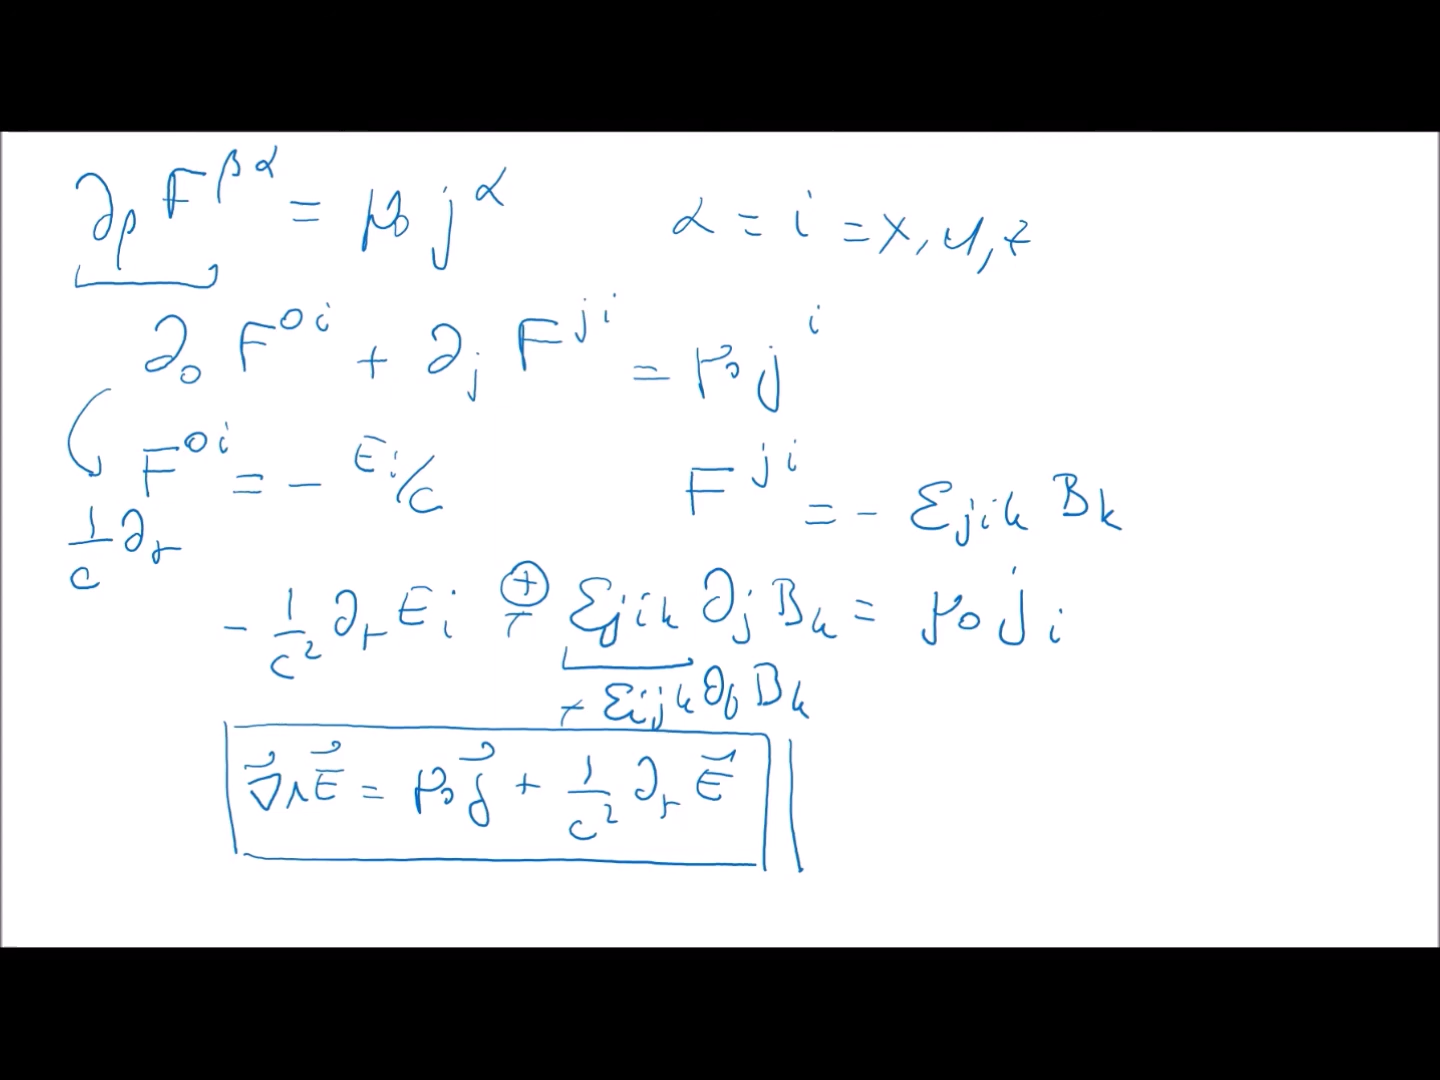 ∂_β F^{βα} = μ₀ j^α α = i = x, y, z
∂₀ F^{0i} + ∂_j F^{ji} = μ₀ j^i
F^{0i} = - E_i/c F^{ji} = - ε_{jik} B_k
1/c ∂_t
- 1/c² ∂_t E_i + ε_{jik} ∂_j B_k = μ₀ j_i
- ε_{ijk} ∂_j B_k
∇⃗ ∧ E⃗ = μ₀ j⃗ + 1/c² ∂_t E⃗